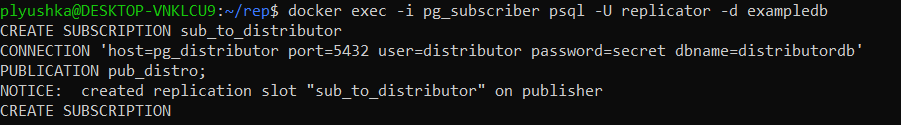 plyushka@DESKTOP-VNKLCU9:~/rep$ docker exec -i pg_subscriber psql -U replicator -d exampledb
CREATE SUBSCRIPTION sub_to_distributor
CONNECTION 'host=pg_distributor port=5432 user=distributor password=secret dbname=distributordb'
PUBLICATION pub_distro;
NOTICE:  created replication slot "sub_to_distributor" on publisher
CREATE SUBSCRIPTION